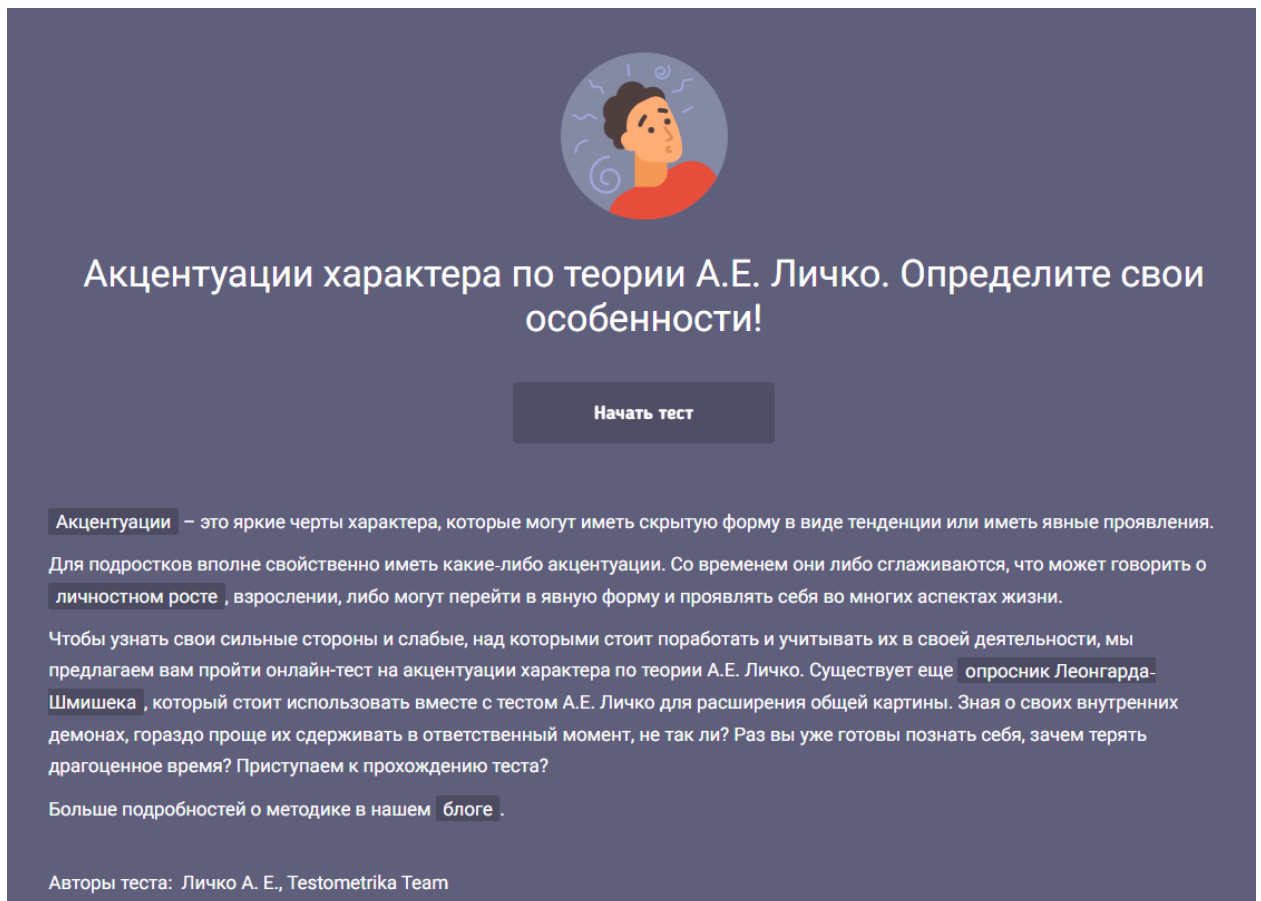 Акцентуации характера по теории А.Е. Личко. Определите свои
особенности!
Начать тест
Акцентуации – это яркие черты характера, которые могут иметь скрытую форму в виде тенденции или иметь явные проявления.
Для подростков вполне свойственно иметь какие-либо акцентуации. Со временем они либо сглаживаются, что может говорить о
личностном росте , взрослении, либо могут перейти в явную форму и проявлять себя во многих аспектах жизни.
Чтобы узнать свои сильные стороны и слабые, над которыми стоит поработать и учитывать их в своей деятельности, мы
предлагаем вам пройти онлайн-тест на акцентуации характера по теории А.Е. Личко. Существует еще опросник Леонгарда-
Шмишека , который стоит использовать вместе с тестом А.Е. Личко для расширения общей картины. Зная о своих внутренних
демонах, гораздо проще их сдерживать в ответственный момент, не так ли? Раз вы уже готовы познать себя, зачем терять
драгоценное время? Приступаем к прохождению теста?
Больше подробностей о методике в нашем блоге .
Авторы теста: Личко А. Е., Testometrika Team